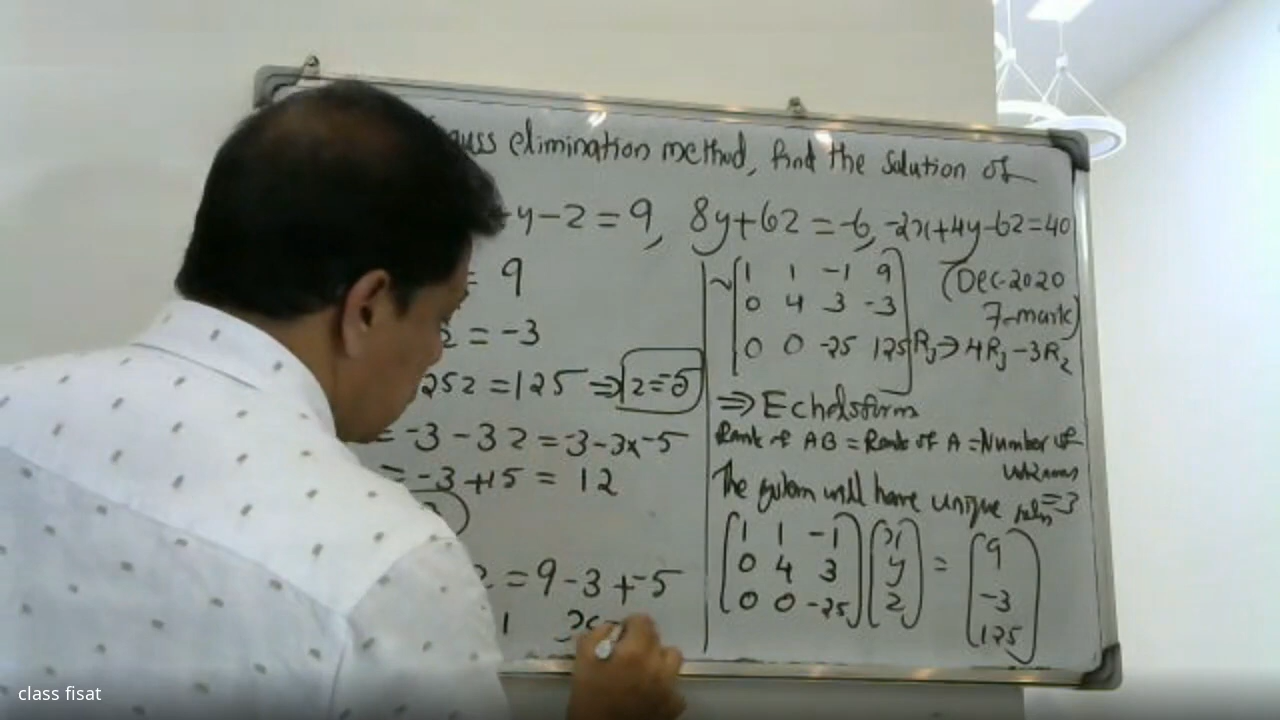 uss elimination method, find the solution of
+y-z=9, 8y+6z=-6, -2x+4y-6z=40
= 9
z = -3
25z = 125 ⇒ z=-5
= -3 - 3z = -3-3x-5
= -3+15 = 12
z = 9-3+-5
1
~ [1 1 -1 9
0 4 3 -3
0 0 -25 125] R3→4R3-3R2
(Dec-2020
7-mark)
⇒ Echelonform
Rank of AB = Rank of A = Number of
=3
The system will have unique soln
[1 1 -1
0 4 3
0 0 -25] [x
y
z] = [9
-3
125]
class fisat